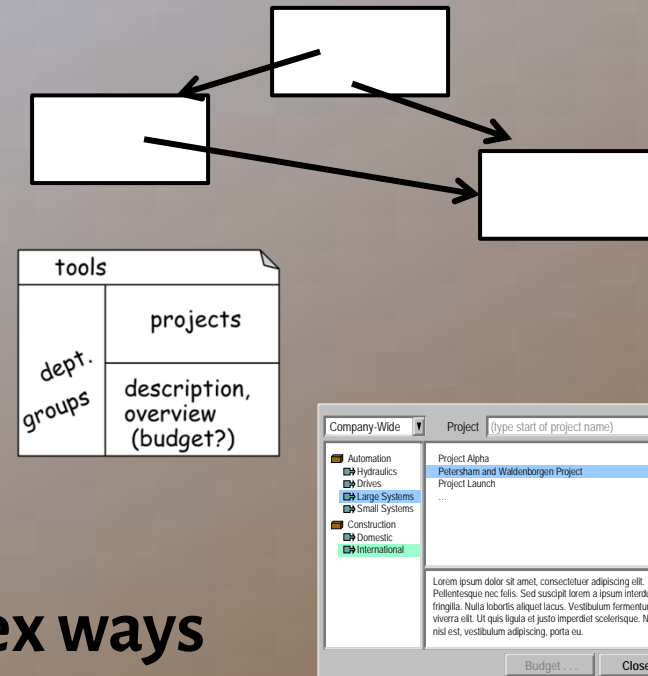 tools
dept.
groups
projects
description,
overview
(budget?)
Company-Wide
Project
(type start of project name)
Automation
Hydraulics
Drives
Large Systems
Small Systems
Construction
Domestic
International
Project Alpha
Petersham and Waldenborgen Project
Project Launch
...
Lorem ipsum dolor sit amet, consectetuer adipiscing elit.
Pellentesque nec felis. Sed suscipit lorem a ipsum interdu
fringilla. Nulla lobortis aliquet lacus. Vestibulum fermentu
viverra elit. Ut quis ligula et justo imperdiet scelerisque. N
nisl est, vestibulum adipiscing, porta eu.
Budget . . .
Close
ex ways